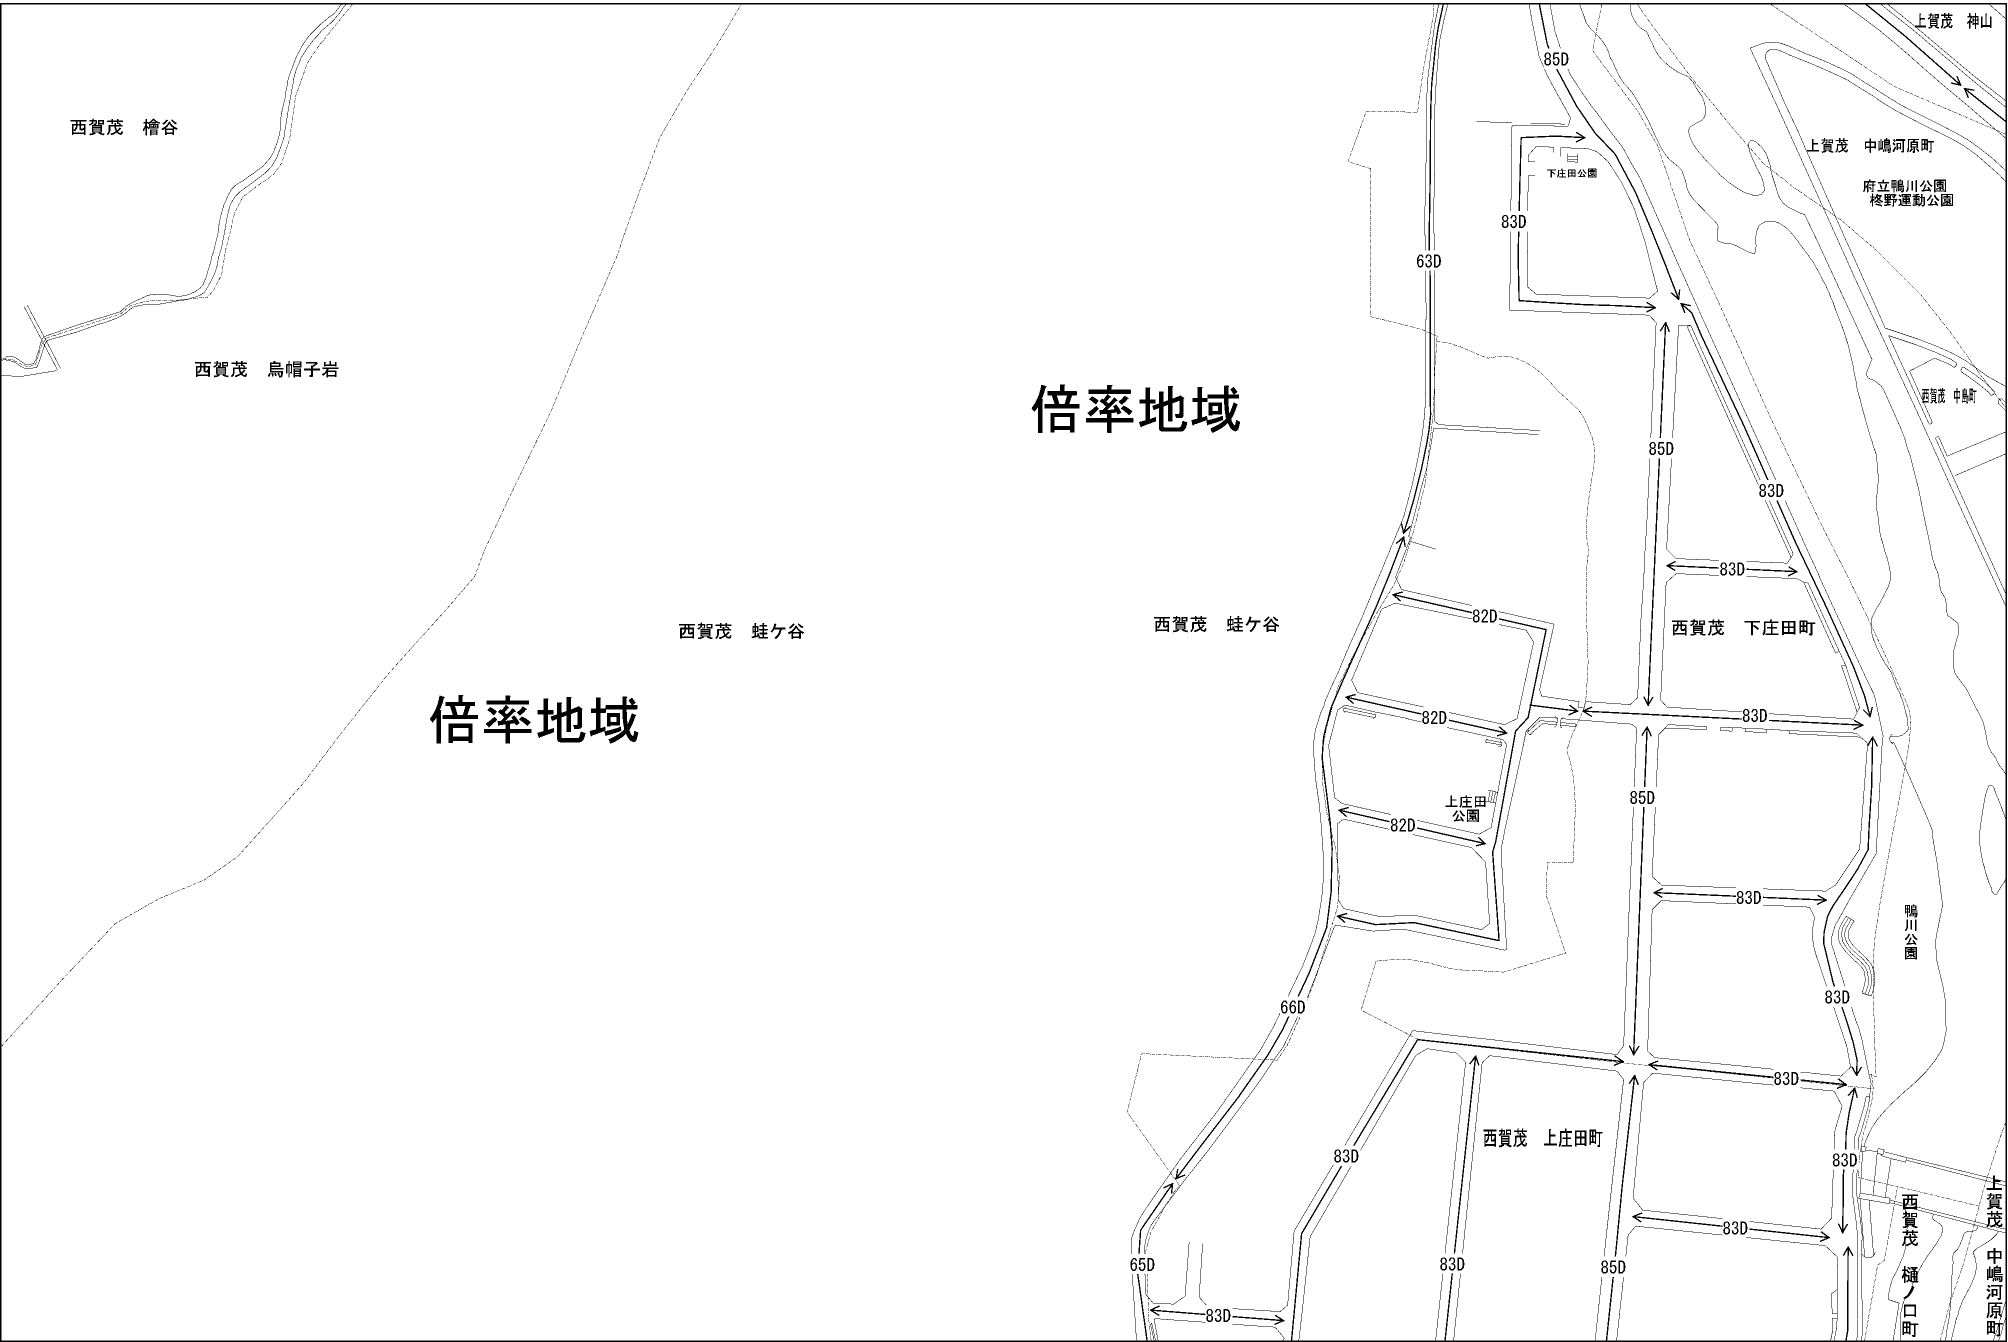 上賀茂　神山
85D
西賀茂　檜谷
上賀茂　中嶋河原町
下庄田公園
府立鴨川公園
柊野運動公園
83D
63D
西賀茂　烏帽子岩
西賀茂　中島町
倍率地域
85D
83D
83D
82D
西賀茂　蛙ケ谷
西賀茂　蛙ケ谷
西賀茂　下庄田町
倍率地域
82D
83D
85D
上庄田
公園
82D
83D
鴨川公園
83D
66D
83D
西賀茂　上庄田町
83D
83D
83D
65D
83D
85D
83D
西賀茂　樋ノ口町
上賀茂　中嶋河原町